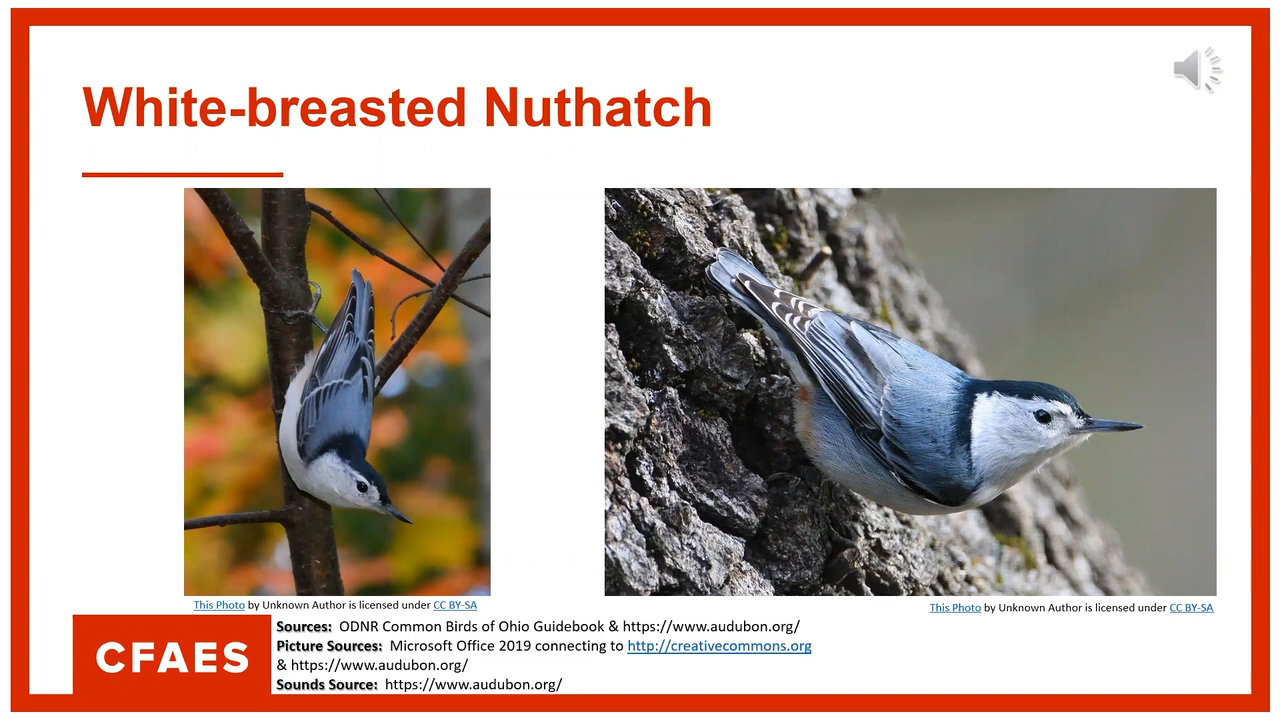 White-breasted Nuthatch
This Photo by Unknown Author is licensed under CC BY-SA
This Photo by Unknown Author is licensed under CC BY-SA
CFAES
Sources: ODNR Common Birds of Ohio Guidebook & https://www.audubon.org/
Picture Sources: Microsoft Office 2019 connecting to http://creativecommons.org
& https://www.audubon.org/
Sounds Source: https://www.audubon.org/